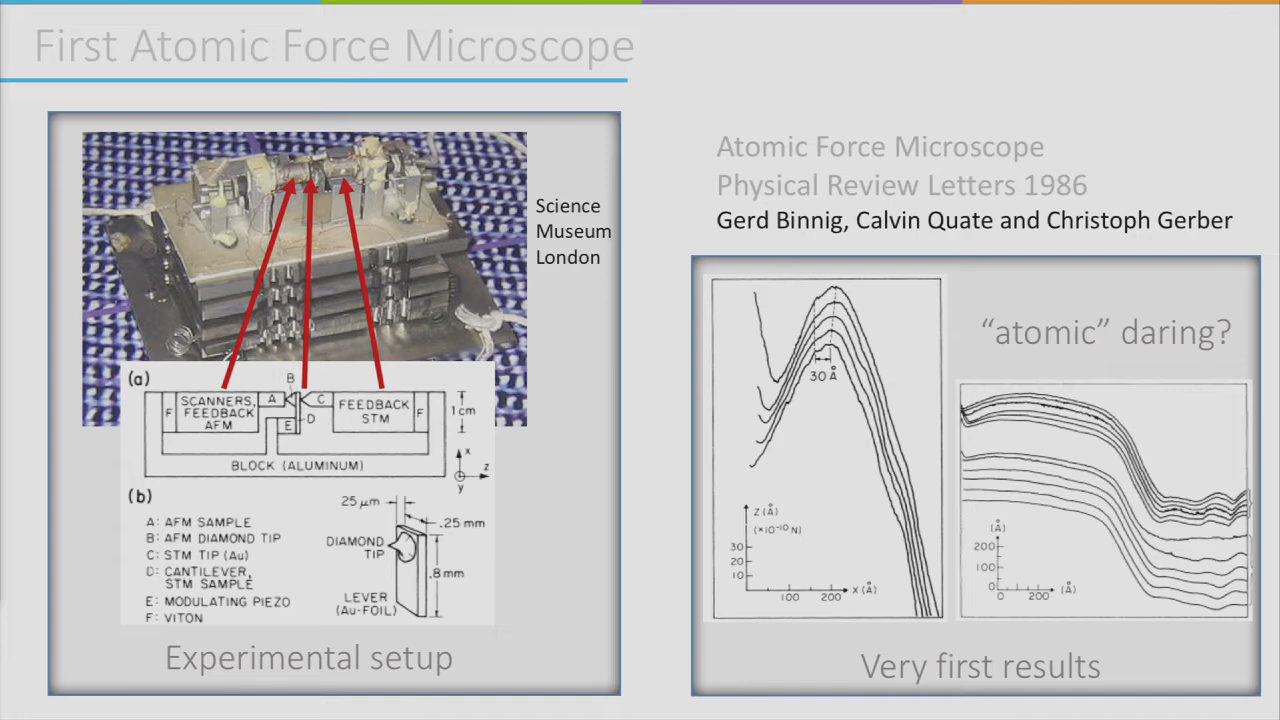 First Atomic Force Microscope
Science
Museum
London
(a)
B
F
SCANNERS,
FEEDBACK
AFM
A
C
FEEDBACK
STM
F
1 cm
D
E
BLOCK (ALUMINUM)
x
z
y
(b)
25 μm
.25 mm
DIAMOND
TIP
.8 mm
LEVER
(Au-FOIL)
A: AFM SAMPLE
B: AFM DIAMOND TIP
C: STM TIP (Au)
D: CANTILEVER,
STM SAMPLE
E: MODULATING PIEZO
F: VITON
Experimental setup
Atomic Force Microscope
Physical Review Letters 1986
Gerd Binnig, Calvin Quate and Christoph Gerber
30 Å
Z (Å)
(×10⁻¹⁰ N)
30
20
10
100
200
X (Å)
"atomic" daring?
(Å)
200
100
0
0
200
(Å)
Very first results